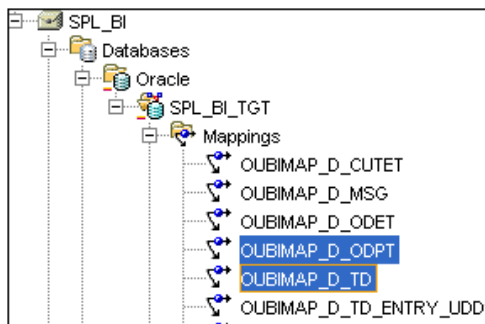 SPL_BI
Databases
Oracle
SPL_BI_TGT
Mappings
OUBIMAP_D_CUTET
OUBIMAP_D_MSG
OUBIMAP_D_ODET
OUBIMAP_D_ODPT
OUBIMAP_D_TD
OUBIMAP_D_TD_ENTRY_UDD